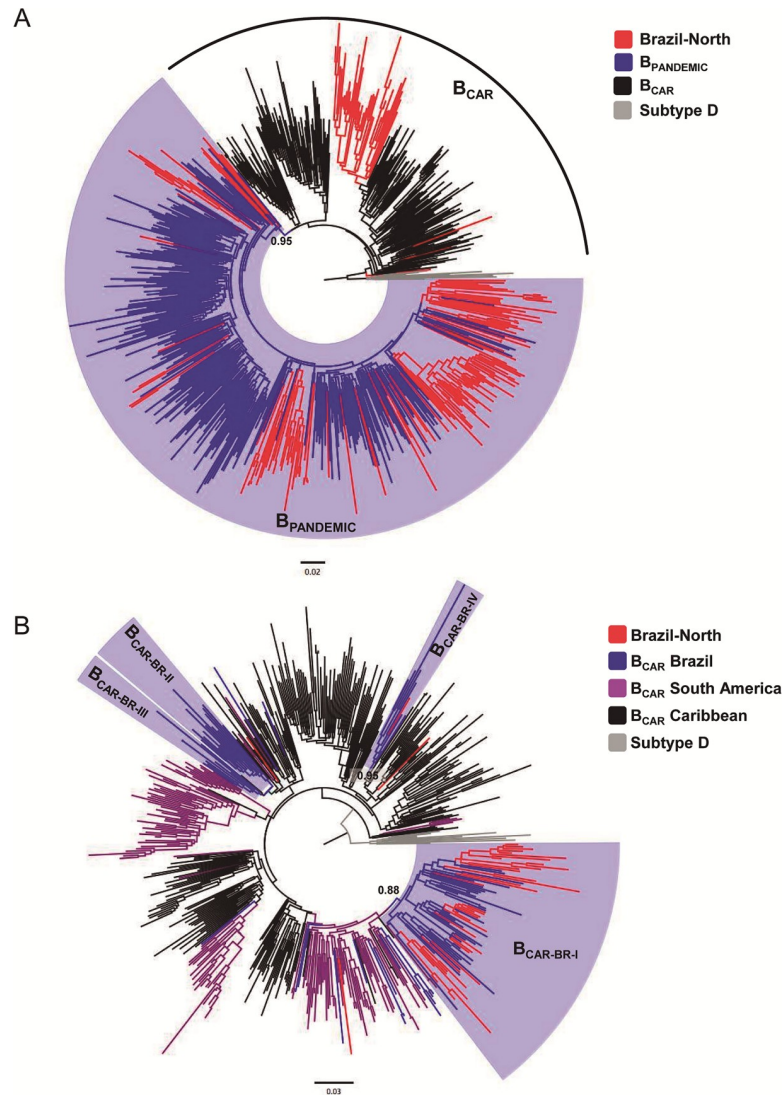 A
Brazil-North
BPANDEMIC
BCAR
Subtype D
BCAR
0.95
BPANDEMIC
0.02
B
BCAR-BR-IV
BCAR-BR-II
BCAR-BR-III
Brazil-North
BCAR Brazil
BCAR South America
BCAR Caribbean
Subtype D
0.95
0.88
BCAR-BR-I
0.03